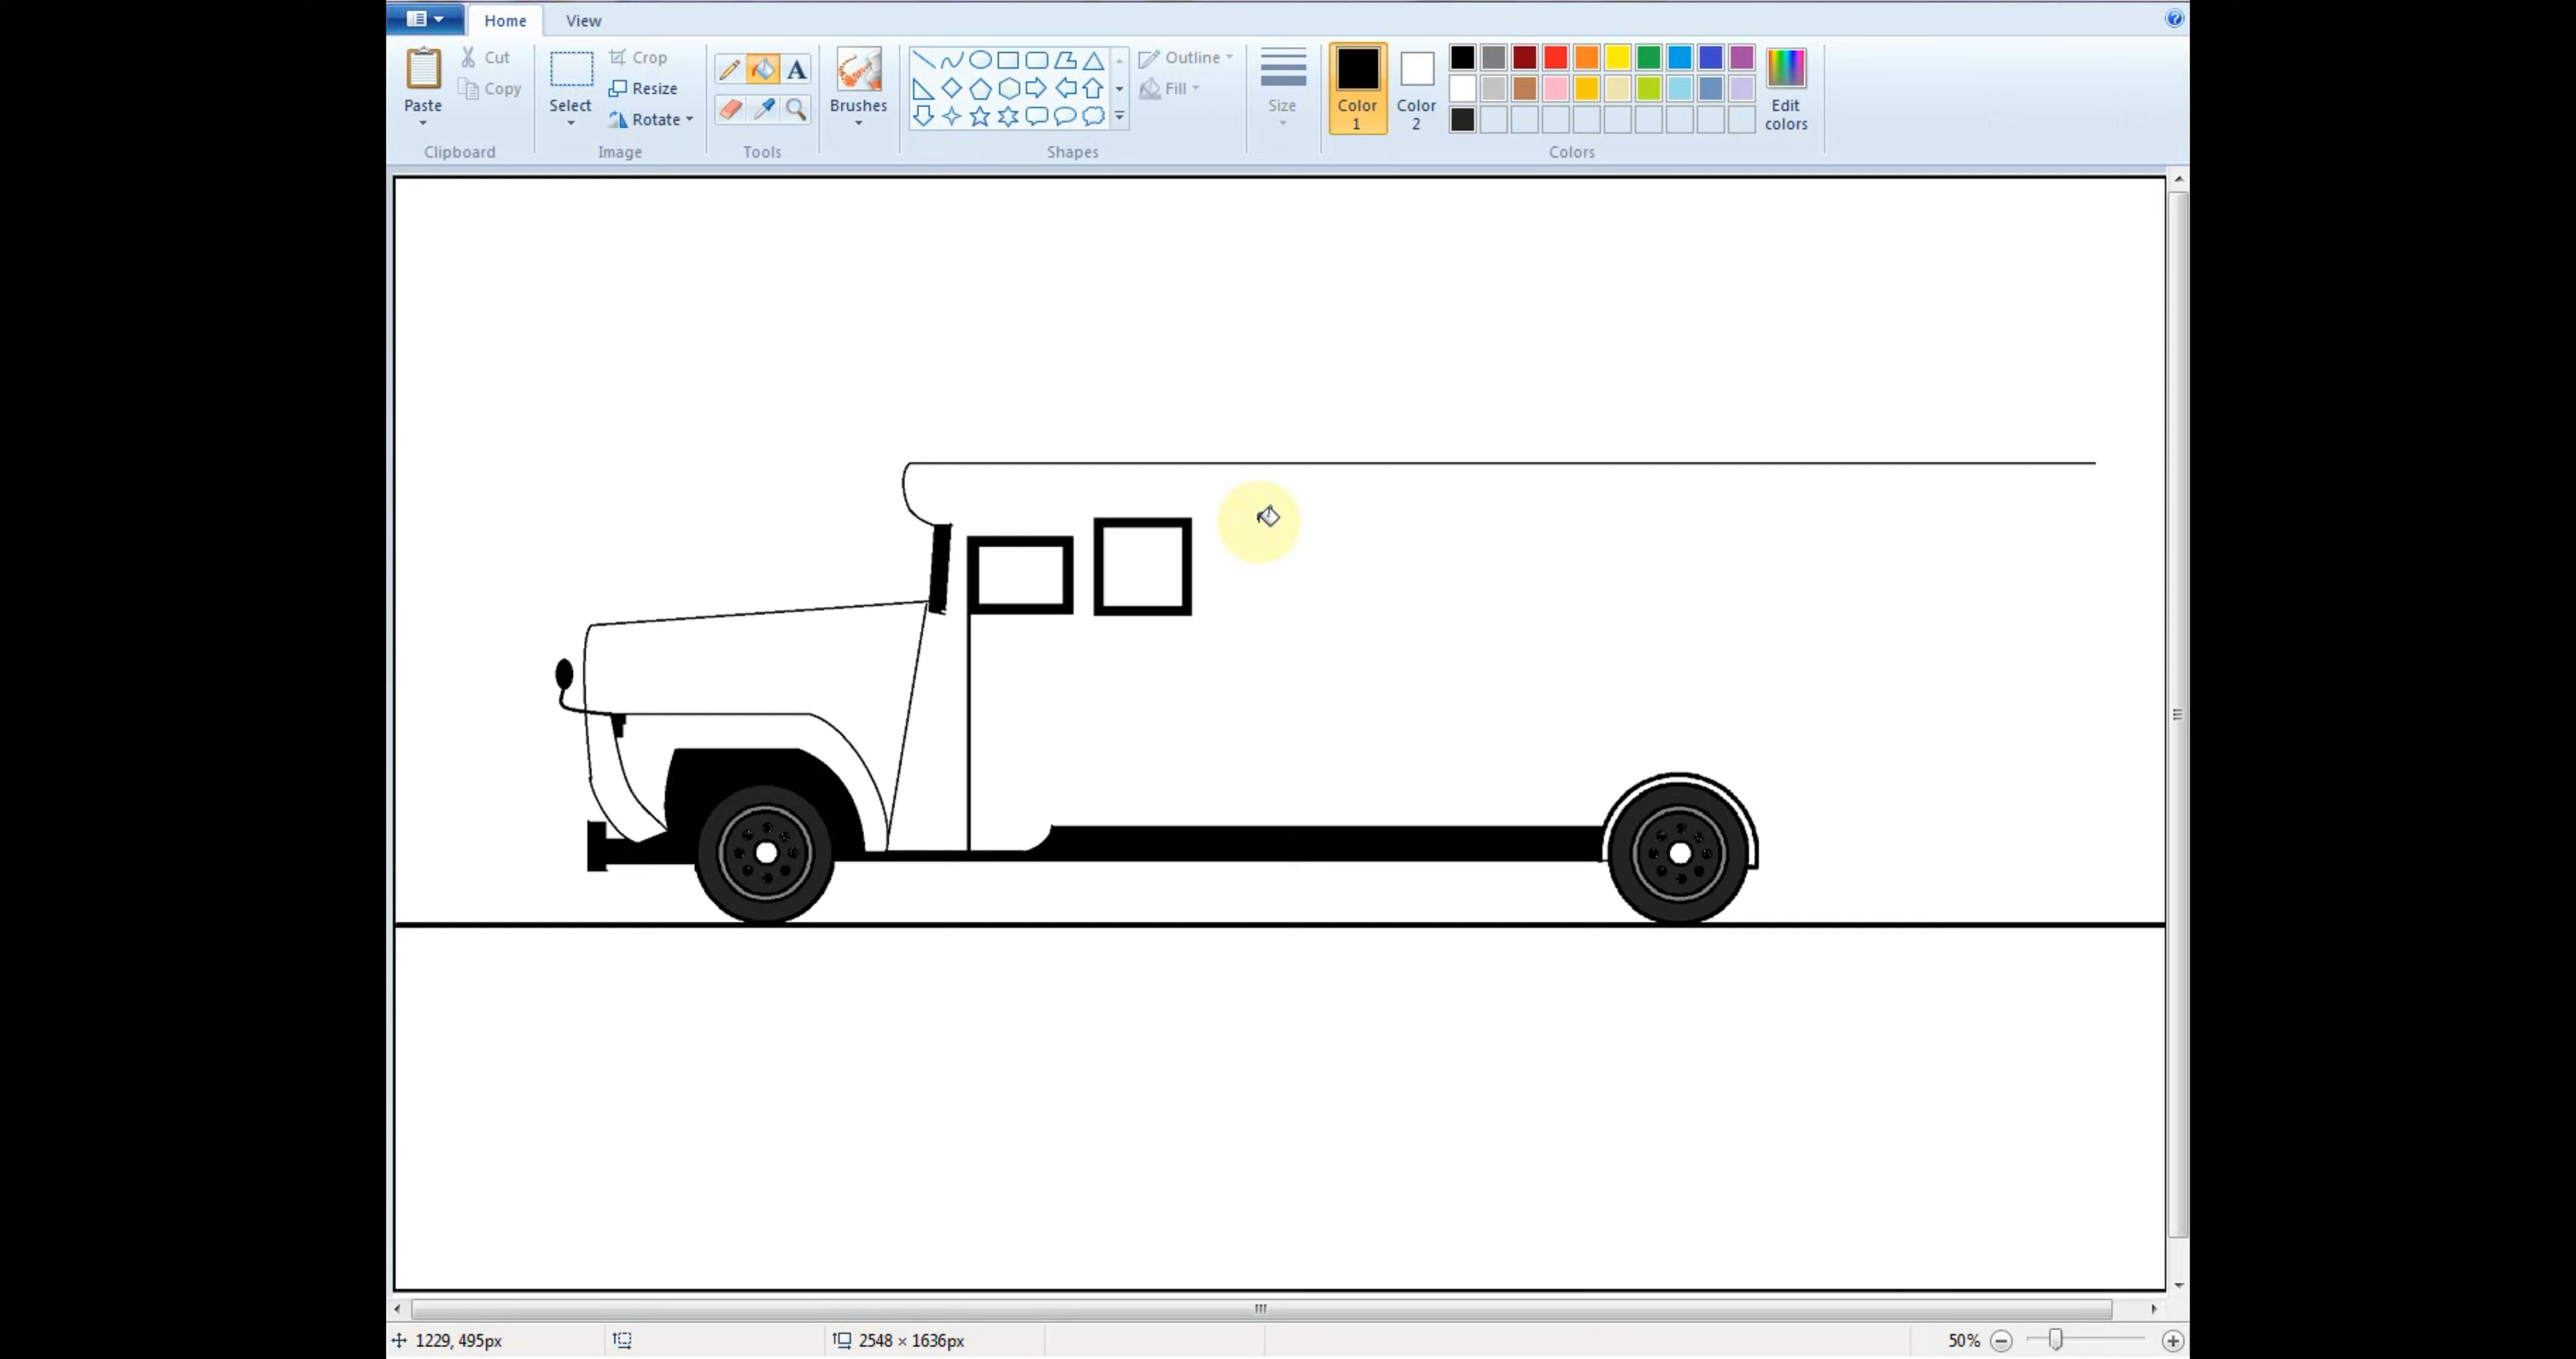 Home View
Paste
Cut
Copy
Clipboard
Select
Crop
Resize
Rotate
Image
A
Tools
Brushes
Shapes
Outline
Fill
Size
Color
1
Color
2
Edit
colors
Colors
1229, 495px
2548 × 1636px
50%